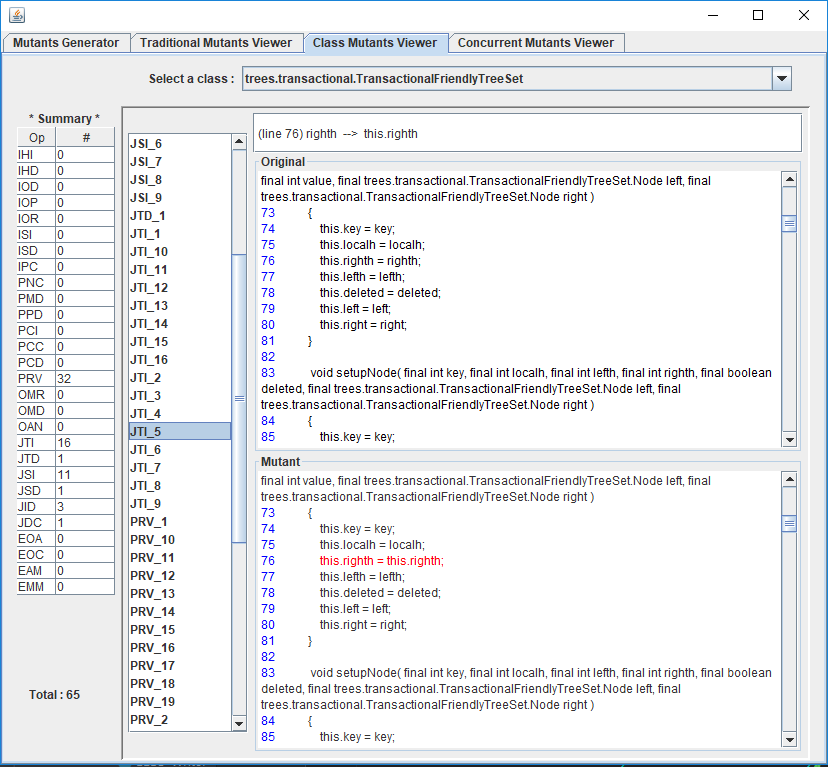 Mutants Generator Traditional Mutants Viewer Class Mutants Viewer Concurrent Mutants Viewer
Select a class : trees.transactional.TransactionalFriendlyTreeSet
* Summary *
Op #
IHI 0
IHD 0
IOD 0
IOP 0
IOR 0
ISI 0
ISD 0
IPC 0
PNC 0
PMD 0
PPD 0
PCI 0
PCC 0
PCD 0
PRV 32
OMR 0
OMD 0
OAN 0
JTI 16
JTD 1
JSI 11
JSD 1
JID 3
JDC 1
EOA 0
EOC 0
EAM 0
EMM 0
Total : 65
JSI_6
JSI_7
JSI_8
JSI_9
JTD_1
JTI_1
JTI_10
JTI_11
JTI_12
JTI_13
JTI_14
JTI_15
JTI_16
JTI_2
JTI_3
JTI_4
JTI_5
JTI_6
JTI_7
JTI_8
JTI_9
PRV_1
PRV_10
PRV_11
PRV_12
PRV_13
PRV_14
PRV_15
PRV_16
PRV_17
PRV_18
PRV_19
PRV_2
(line 76) righth --> this.righth
Original
final int value, final trees.transactional.TransactionalFriendlyTreeSet.Node left, final
trees.transactional.TransactionalFriendlyTreeSet.Node right )
73 {
74 this.key = key;
75 this.localh = localh;
76 this.righth = righth;
77 this.lefth = lefth;
78 this.deleted = deleted;
79 this.left = left;
80 this.right = right;
81 }
82
83 void setupNode( final int key, final int localh, final int lefth, final int righth, final boolean
deleted, final trees.transactional.TransactionalFriendlyTreeSet.Node left, final
trees.transactional.TransactionalFriendlyTreeSet.Node right )
84 {
85 this.key = key;
Mutant
final int value, final trees.transactional.TransactionalFriendlyTreeSet.Node left, final
trees.transactional.TransactionalFriendlyTreeSet.Node right )
73 {
74 this.key = key;
75 this.localh = localh;
76 this.righth = this.righth;
77 this.lefth = lefth;
78 this.deleted = deleted;
79 this.left = left;
80 this.right = right;
81 }
82
83 void setupNode( final int key, final int localh, final int lefth, final int righth, final boolean
deleted, final trees.transactional.TransactionalFriendlyTreeSet.Node left, final
trees.transactional.TransactionalFriendlyTreeSet.Node right )
84 {
85 this.key = key;